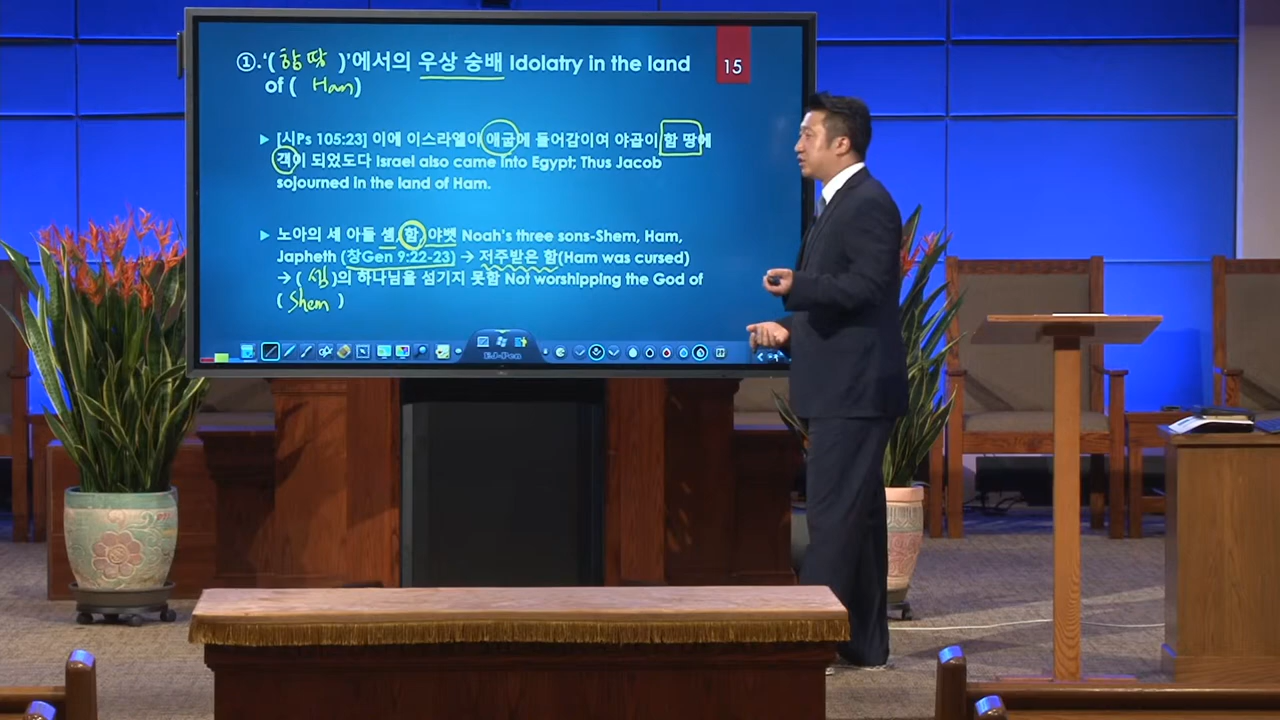 ①.'( 함 땅 )'에서의 우상 숭배 Idolatry in the land
of ( Ham)
15
[시Ps 105:23] 이에 이스라엘이 애굽에 들어감이여 야곱이 함 땅에
객이 되었도다 Israel also came into Egypt; Thus Jacob
sojourned in the land of Ham.
노아의 세 아들 셈, 함, 야벳 Noah's three sons-Shem, Ham,
Japheth (창Gen 9:22-23) → 저주받은 함(Ham was cursed)
→ ( 셈 )의 하나님을 섬기지 못함 Not worshipping the God of
( Shem )
EJ-Pen